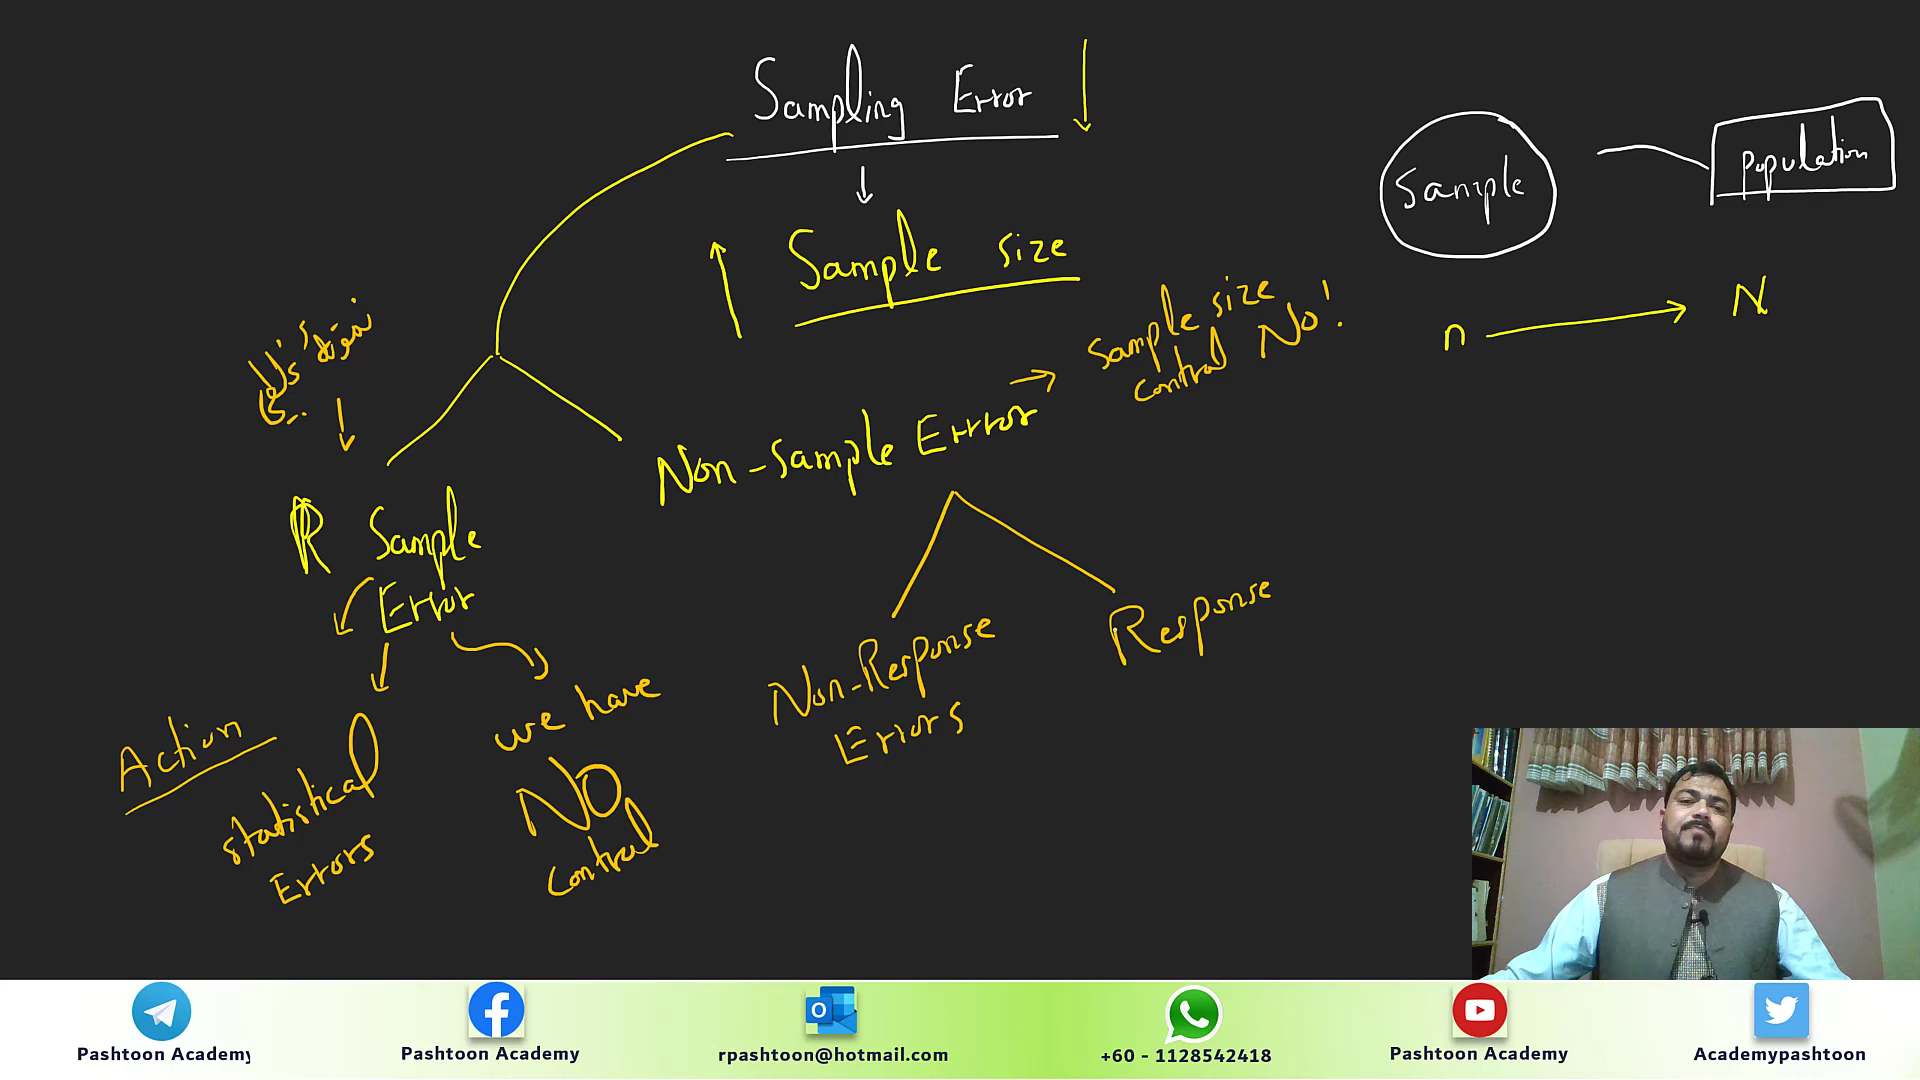 Sampling Error
Sample size
Sample
population
n
N
Sample size
control No!
Non-Sample Error
R Sample
Error
Action
statistical
Errors
we have
NO
control
Non-Response
Errors
Response
Pashtoon Academy
Pashtoon Academy
rpashtoon@hotmail.com
+60 - 1128542418
Pashtoon Academy
Academypashtoon